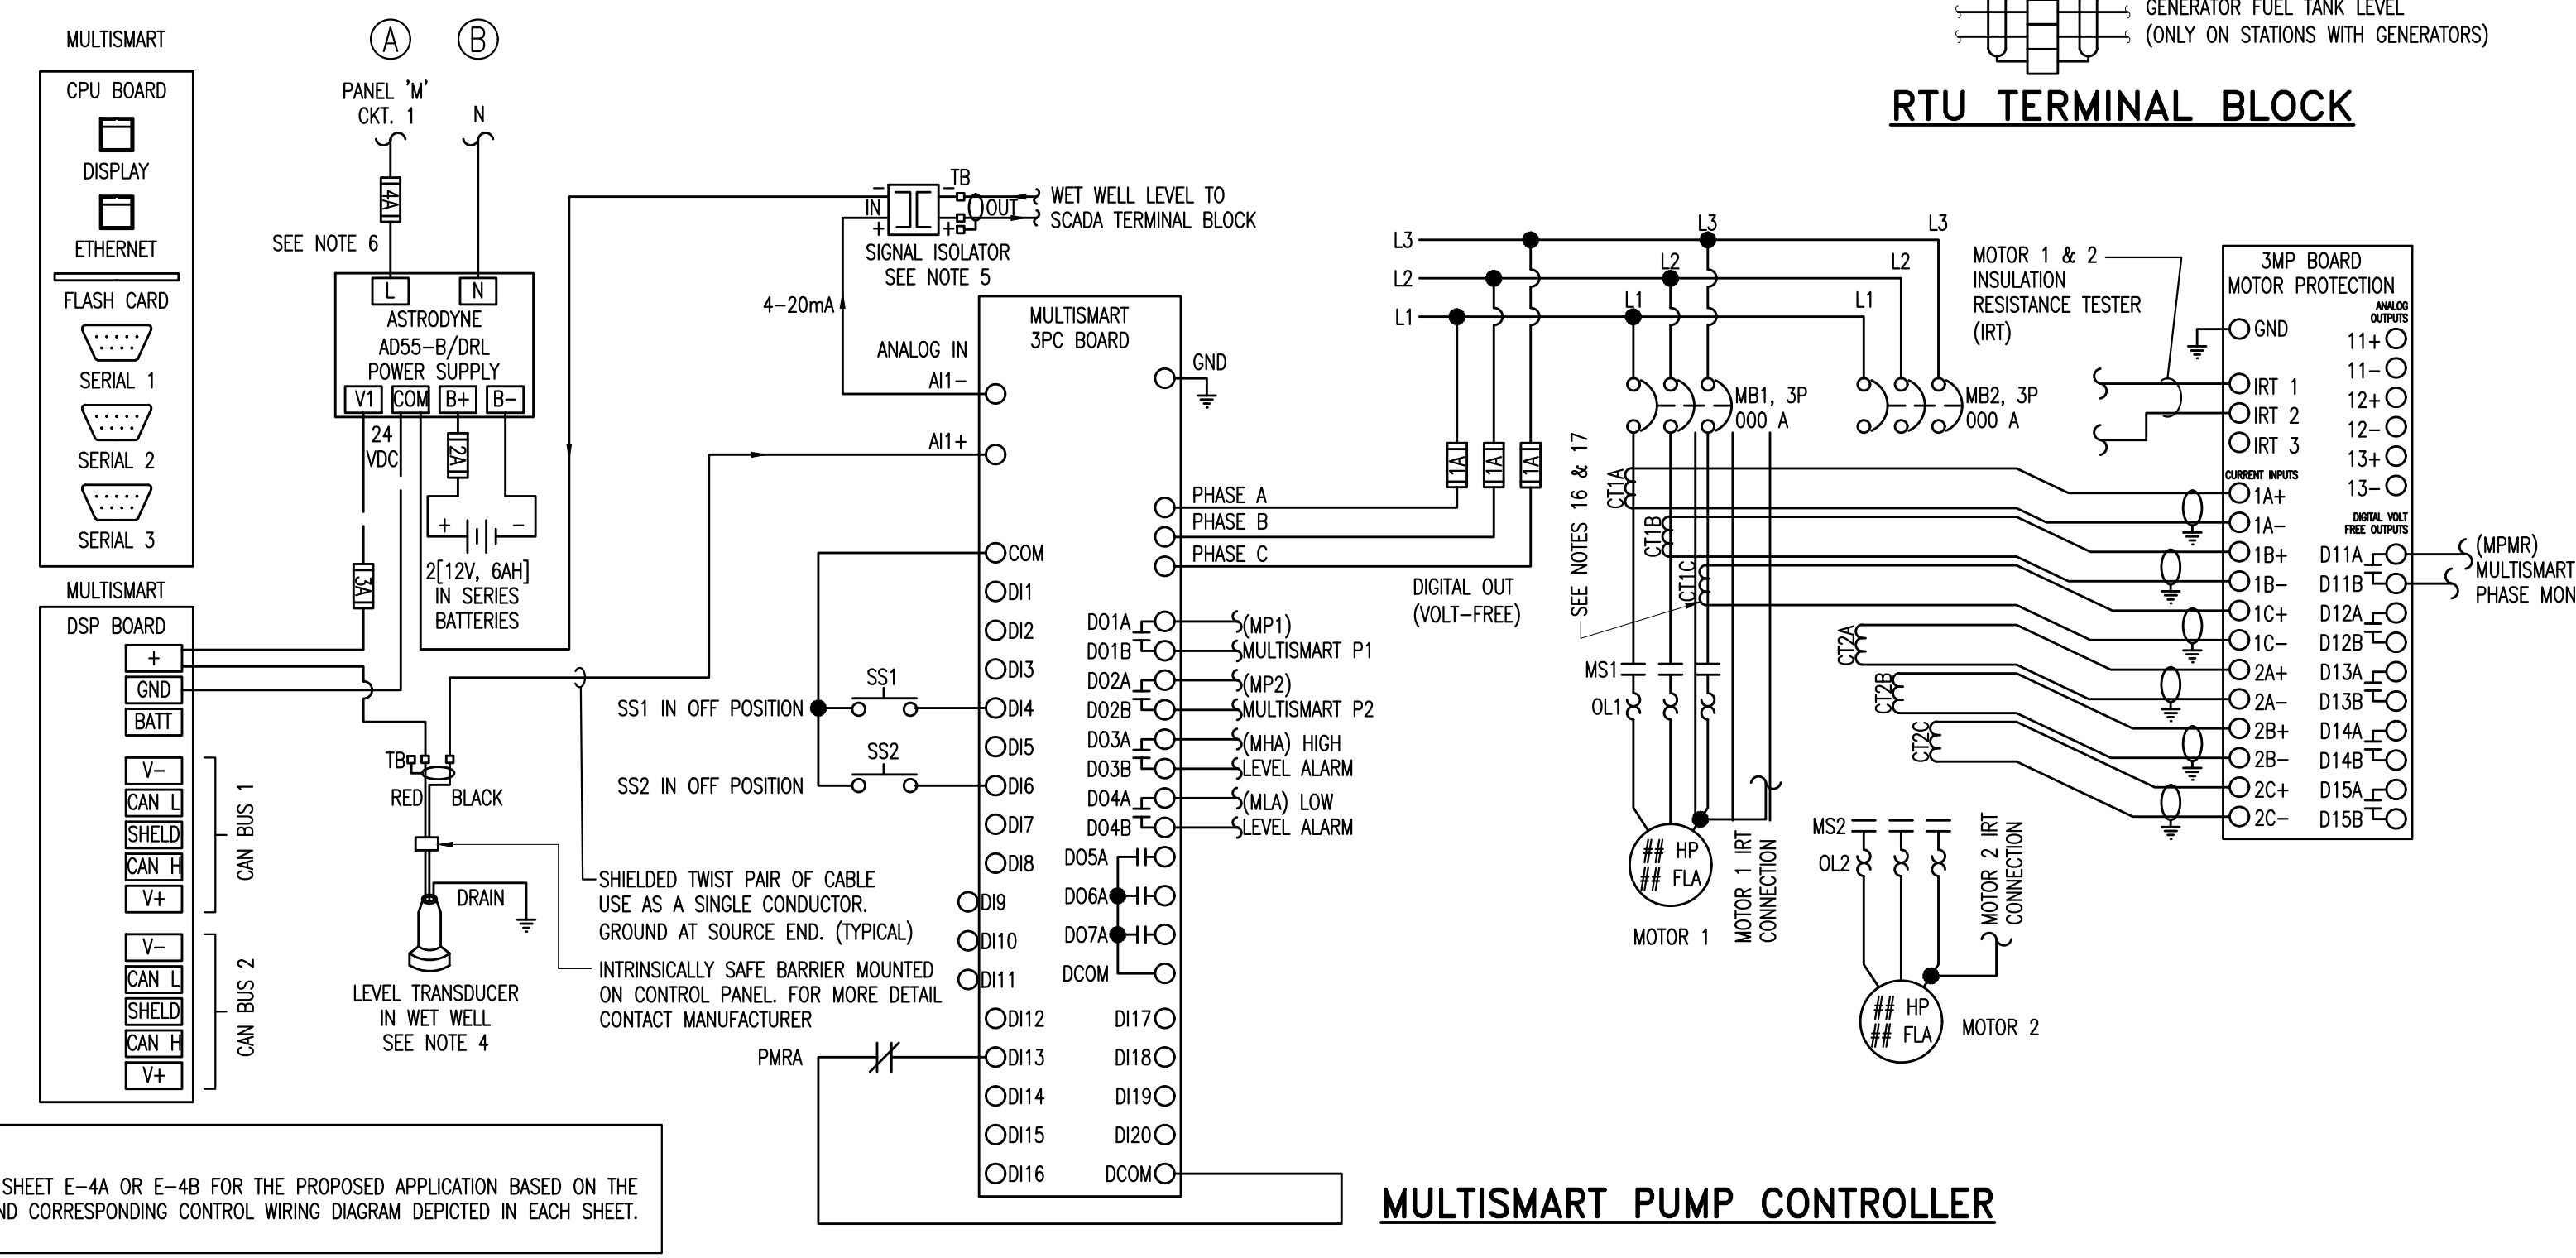 GENERATOR FUEL TANK LEVEL
(ONLY ON STATIONS WITH GENERATORS)
RTU TERMINAL BLOCK
MULTISMART
CPU BOARD
DISPLAY
ETHERNET
FLASH CARD
SERIAL 1
SERIAL 2
SERIAL 3
MULTISMART
DSP BOARD
+
GND
BATT
V-
CAN L
SHELD
CAN H
V+
CAN BUS 1
V-
CAN L
SHELD
CAN H
V+
CAN BUS 2
A
B
PANEL 'M'
CKT. 1
N
4A
SEE NOTE 6
L
N
ASTRODYNE
AD55-B/DRL
POWER SUPPLY
V1
COM
B+
B-
24
VDC
2A
+
-
3A
2[12V, 6AH]
IN SERIES
BATTERIES
TB
RED
BLACK
DRAIN
LEVEL TRANSDUCER
IN WET WELL
SEE NOTE 4
TB
-
-
IN
OUT
+
+
WET WELL LEVEL TO
SCADA TERMINAL BLOCK
SIGNAL ISOLATOR
SEE NOTE 5
4-20mA
SHIELDED TWIST PAIR OF CABLE
USE AS A SINGLE CONDUCTOR.
GROUND AT SOURCE END. (TYPICAL)
INTRINSICALLY SAFE BARRIER MOUNTED
ON CONTROL PANEL. FOR MORE DETAIL
CONTACT MANUFACTURER
SS1
SS1 IN OFF POSITION
SS2
SS2 IN OFF POSITION
PMRA
MULTISMART
3PC BOARD
ANALOG IN
AI1-
AI1+
COM
DI1
DI2
DI3
DI4
DI5
DI6
DI7
DI8
DI9
DI10
DI11
DI12
DI13
DI14
DI15
DI16
GND
PHASE A
PHASE B
PHASE C
DIGITAL OUT
(VOLT-FREE)
DO1A
(MP1)
DO1B
MULTISMART P1
DO2A
(MP2)
DO2B
MULTISMART P2
DO3A
(MHA) HIGH
DO3B
LEVEL ALARM
DO4A
(MLA) LOW
DO4B
LEVEL ALARM
DO5A
DO6A
DO7A
DCOM
DI17
DI18
DI19
DI20
DCOM
L3
L2
L1
L3
L2
L1
L3
L2
L1
1A
1A
1A
MB1, 3P
000 A
MB2, 3P
000 A
SEE NOTES 16 & 17
CT1A
CT1B
CT1C
CT2A
CT2B
CT2C
MS1
OL1
## HP
## FLA
MOTOR 1
MOTOR 1 IRT
CONNECTION
MS2
OL2
## HP
## FLA
MOTOR 2
MOTOR 2 IRT
CONNECTION
MOTOR 1 & 2
INSULATION
RESISTANCE TESTER
(IRT)
3MP BOARD
MOTOR PROTECTION
ANALOG
OUTPUTS
GND
IRT 1
IRT 2
IRT 3
CURRENT INPUTS
1A+
1A-
1B+
1B-
1C+
1C-
2A+
2A-
2B+
2B-
2C+
2C-
11+
11-
12+
12-
13+
13-
DIGITAL VOLT
FREE OUTPUTS
D11A
D11B
D12A
D12B
D13A
D13B
D14A
D14B
D15A
D15B
(MPMR)
MULTISMART
PHASE MON
SHEET E-4A OR E-4B FOR THE PROPOSED APPLICATION BASED ON THE
ND CORRESPONDING CONTROL WIRING DIAGRAM DEPICTED IN EACH SHEET.
MULTISMART PUMP CONTROLLER